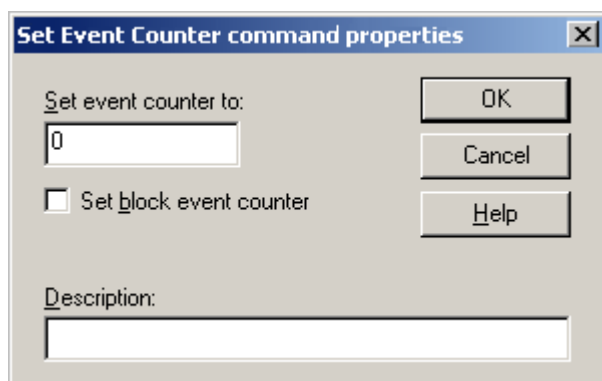 Set Event Counter command properties
Set event counter to:
0
OK
Cancel
Set block event counter
Help
Description: